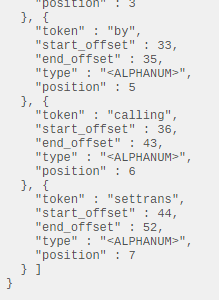 "position" : 3
}, {
"token" : "by",
"start_offset" : 33,
"end_offset" : 35,
"type" : "<ALPHANUM>",
"position" : 5
}, {
"token" : "calling",
"start_offset" : 36,
"end_offset" : 43,
"type" : "<ALPHANUM>",
"position" : 6
}, {
"token" : "settrans",
"start_offset" : 44,
"end_offset" : 52,
"type" : "<ALPHANUM>",
"position" : 7
} ]
}